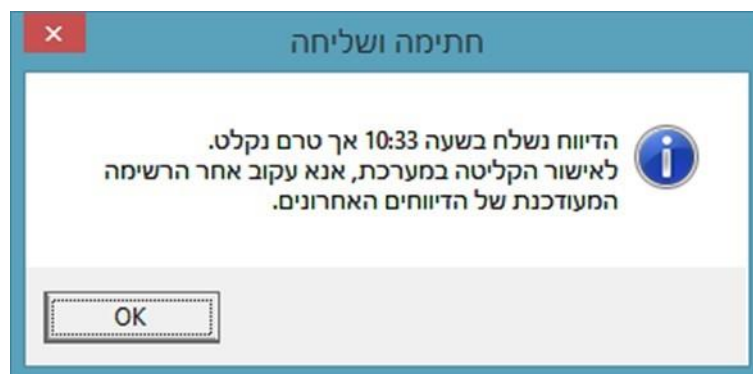 חתימה ושליחה
הדיווח נשלח בשעה 10:33 אך טרם נקלט.
לאישור הקליטה במערכת, אנא עקוב אחר הרשימה
המעודכנת של הדיווחים האחרונים.
OK